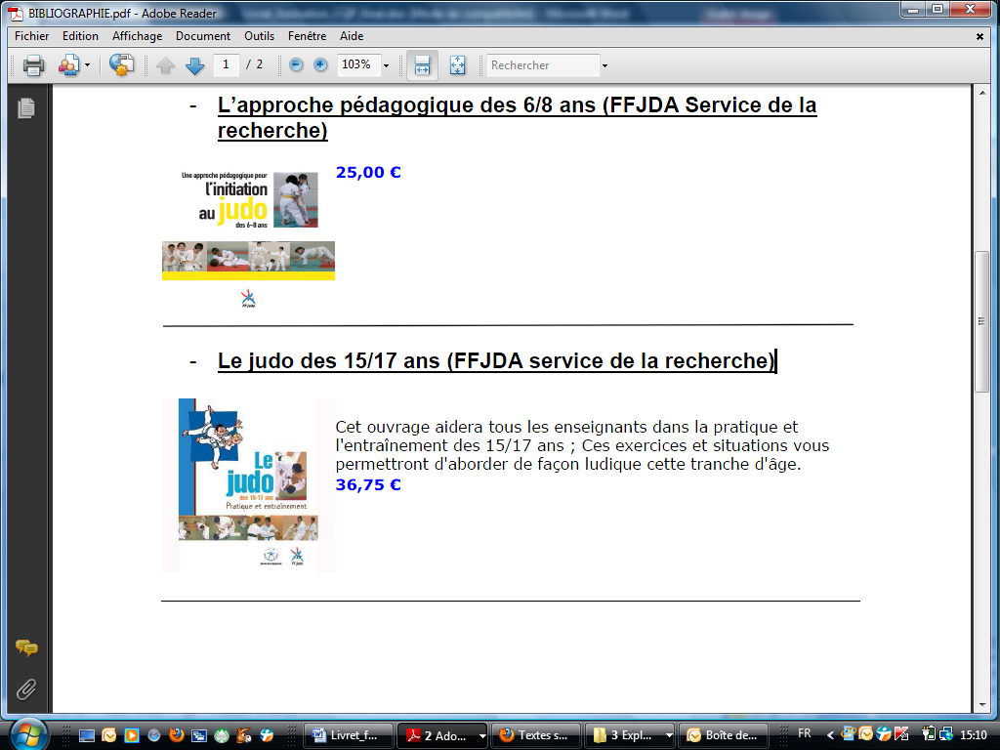 BIBLIOGRAPHIE.pdf - Adobe Reader
Fichier Edition Affichage Document Outils Fenêtre Aide
1 / 2 103% Rechercher
- L'approche pédagogique des 6/8 ans (FFJDA Service de la
recherche)
25,00 €
Une approche pédagogique pour
l'initiation
au judo
des 6-8 ans
FF Judo
- Le judo des 15/17 ans (FFJDA service de la recherche)
Le
judo
des 15-17 ans
Pratique et entraînement
FF Judo
Cet ouvrage aidera tous les enseignants dans la pratique et
l'entraînement des 15/17 ans ; Ces exercices et situations vous
permettront d'aborder de façon ludique cette tranche d'âge.
36,75 €
Livret_f... 2 Ado... Textes s... 3 Expl... Boîte de... FR 15:10